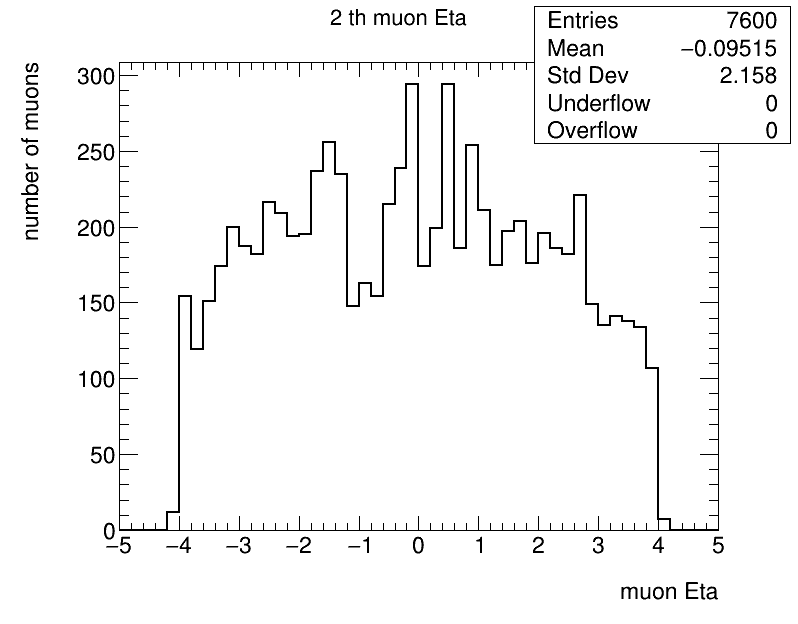 2 th muon Eta
Entries 7600
Mean −0.09515
Std Dev 2.158
Underflow 0
Overflow 0
number of muons
300
250
200
150
100
50
0
−5 −4 −3 −2 −1 0 1 2 3 4 5
muon Eta